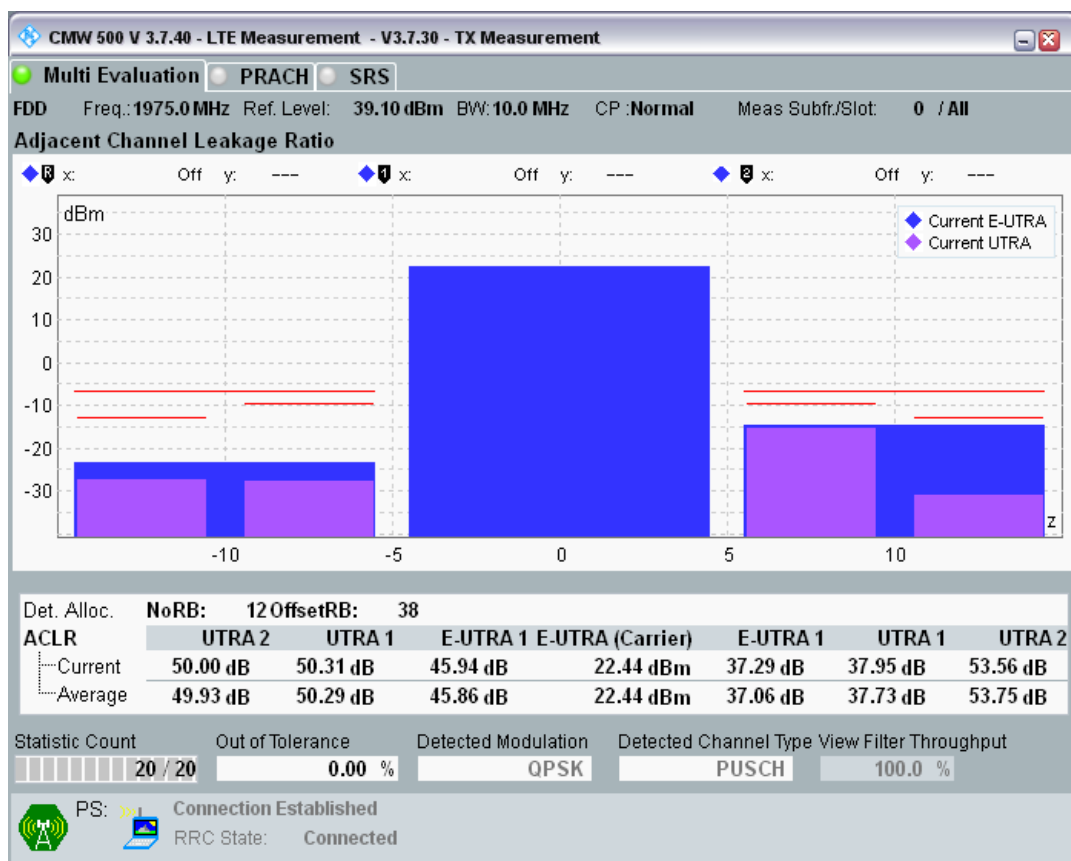 CMW 500 V 3.7.40 - LTE Measurement - V3.7.30 - TX Measurement
Multi Evaluation PRACH SRS
FDD Freq.: 1975.0 MHz Ref. Level: 39.10 dBm BW: 10.0 MHz CP :Normal Meas Subfr./Slot: 0 / All
Adjacent Channel Leakage Ratio
R x: Off y: --- 1 x: Off y: --- 2 x: Off y: ---
dBm
Current E-UTRA
Current UTRA
30
20
10
0
-10
-20
-30
z
-10 -5 0 5 10
Det. Alloc. NoRB: 12 OffsetRB: 38
ACLR UTRA 2 UTRA 1 E-UTRA 1 E-UTRA (Carrier) E-UTRA 1 UTRA 1 UTRA 2
Current 50.00 dB 50.31 dB 45.94 dB 22.44 dBm 37.29 dB 37.95 dB 53.56 dB
Average 49.93 dB 50.29 dB 45.86 dB 22.44 dBm 37.06 dB 37.73 dB 53.75 dB
Statistic Count Out of Tolerance Detected Modulation Detected Channel Type View Filter Throughput
20 / 20 0.00 % QPSK PUSCH 100.0 %
PS: Connection Established
RRC State: Connected